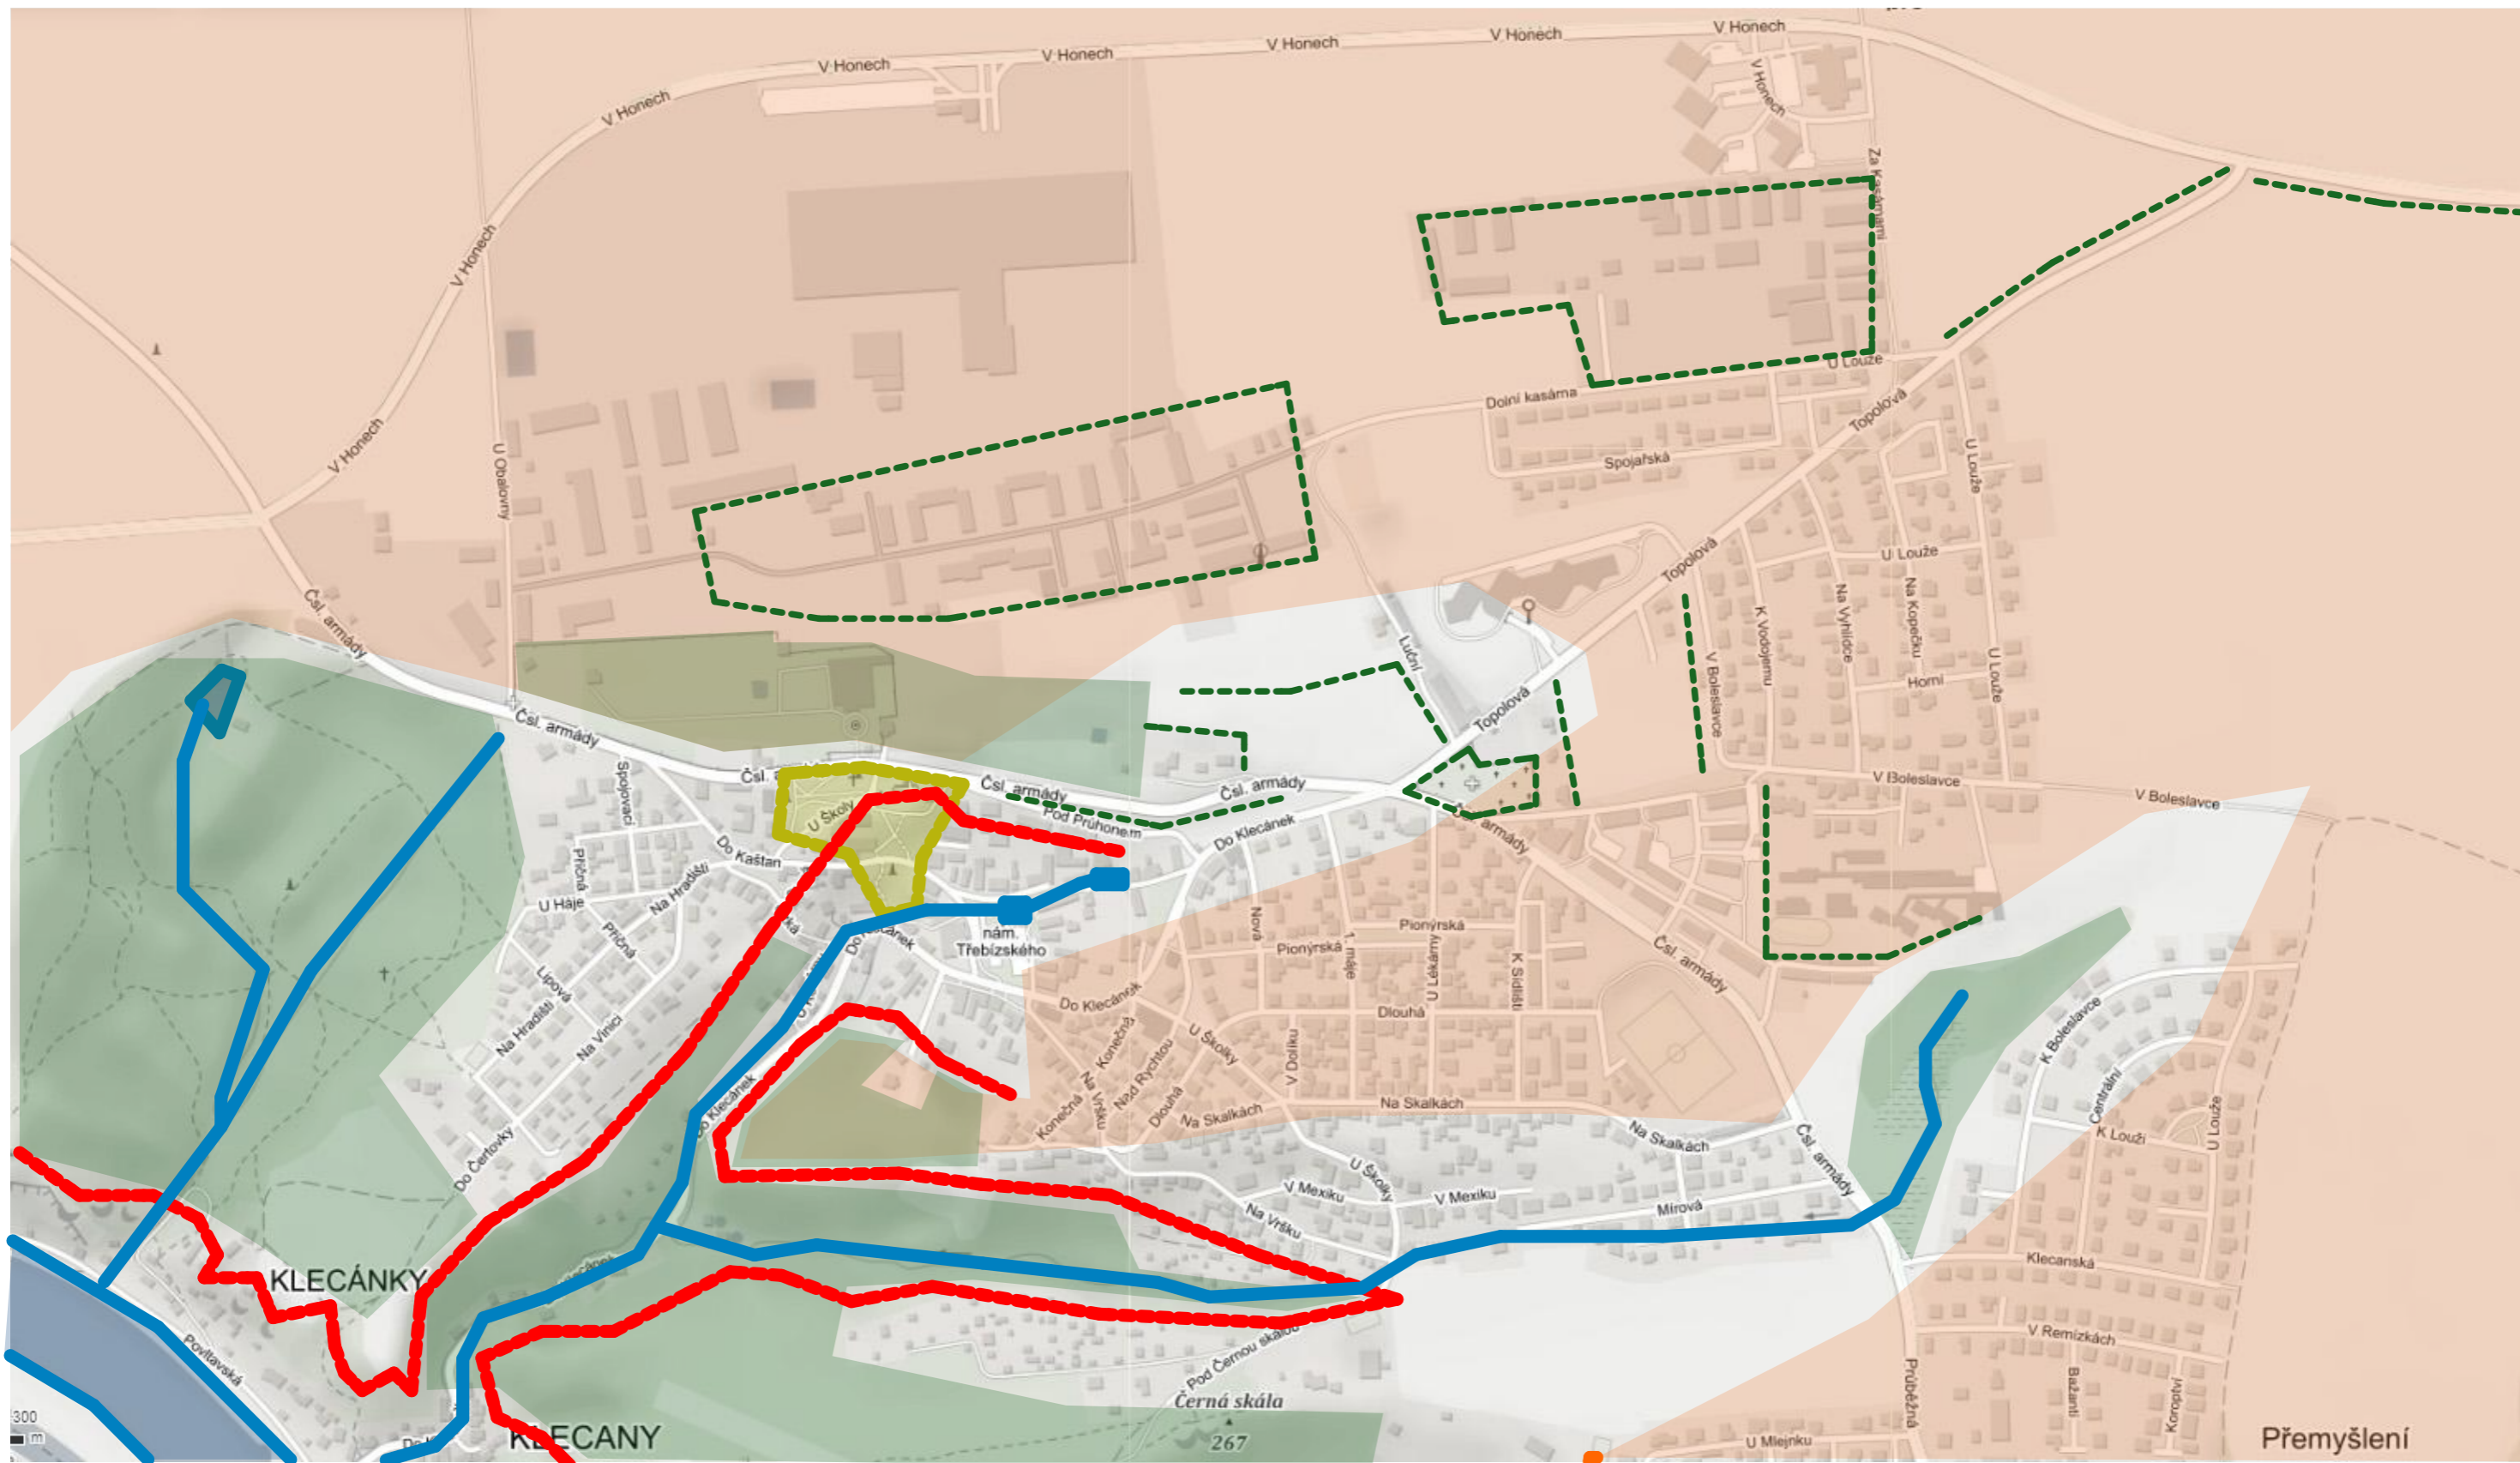 V Honech
V Honech
V Honech
V Honech
V Honech
V Honech
V Honech
V Honech
V Honech
Za Kasárnami
U Obalovny
U Louže
Dolní kasárna
Topolová
Spojařská
U Louže
Topolová
U Louže
Čsl. armády
K Vodojemu
Na Vyhlídce
Na Kopečku
Luční
V Boleslavce
Horní
U Louže
Topolová
Čsl. armády
Čsl. armády
Čsl. armády
V Boleslavce
V Boleslavce
Spojovací
U Školy
Pod Průhonem
Do Klecánek
Čsl. armády
Do Kaštan
Příčná
Na Hradišti
U Háje
Příčná
nám.
Třebízského
Nová
Pionýrská
Pionýrská
1. máje
U Lékárny
K Sídlišti
Čsl. armády
Lipová
Na Hradišti
Na Vinici
Do Klecánek
Dlouhá
K Boleslavce
Konečná
U Školky
V Dolíku
Nad Rychtou
Na Vršku
Konečná
Dlouhá
Na Skalkách
Na Skalkách
Na Skalkách
Do Klecánek
Centrální
K Louži
U Louže
Do Čertovky
U Školky
Čsl. armády
V Mexiku
V Mexiku
Na Vršku
Mírová
KLECÁNKY
Klecanská
Povltavská
Pod Černou skalou
V Remízkách
Průběžná
Bažantí
Koroptví
Černá skála
267
300
m
KLECANY
U Mlejnku
Přemyšlení